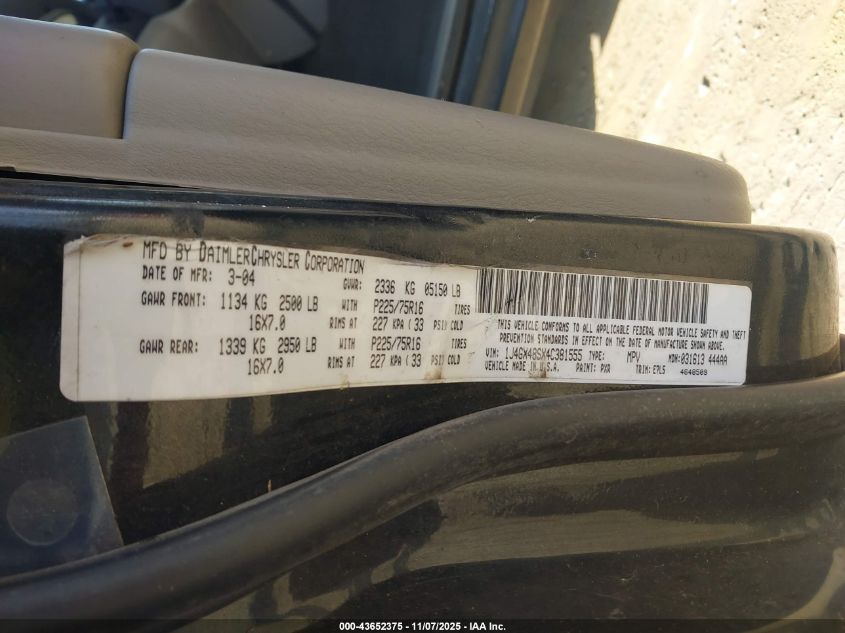 MFD BY DAIMLERCHRYSLER CORPORATION
DATE OF MFR: 3-04 GVWR: 2336 KG 05150 LB
GAWR FRONT: 1134 KG 2500 LB WITH P225/75R16 TIRES
16X7.0 RIMS AT 227 KPA ( 33 PSI) COLD
GAWR REAR: 1339 KG 2950 LB WITH P225/75R16 TIRES
16X7.0 RIMS AT 227 KPA ( 33 PSI) COLD
THIS VEHICLE CONFORMS TO ALL APPLICABLE FEDERAL MOTOR VEHICLE SAFETY AND THEFT
PREVENTION STANDARDS IN EFFECT ON THE DATE OF MANUFACTURE SHOWN ABOVE.
VIN: 1J4GX48SX4C381555 TYPE: MPV MDH: 031613 444AA
VEHICLE MADE IN U.S.A. PAINT: PXR TRIM: EPL5 4648509
000-43652375 - 11/07/2025 - IAA Inc.